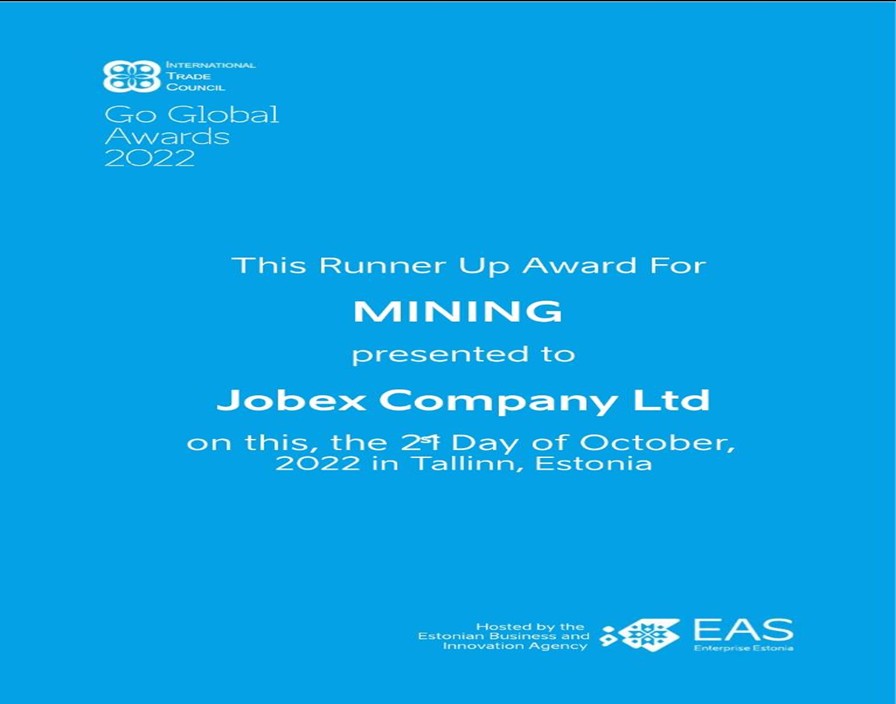 INTERNATIONAL
TRADE
COUNCIL
Go Global
Awards
2022
This Runner Up Award For
MINING
presented to
Jobex Company Ltd
on this, the 21st Day of October,
2022 in Tallinn, Estonia
Hosted by the
Estonian Business and
Innovation Agency
EAS
Enterprise Estonia